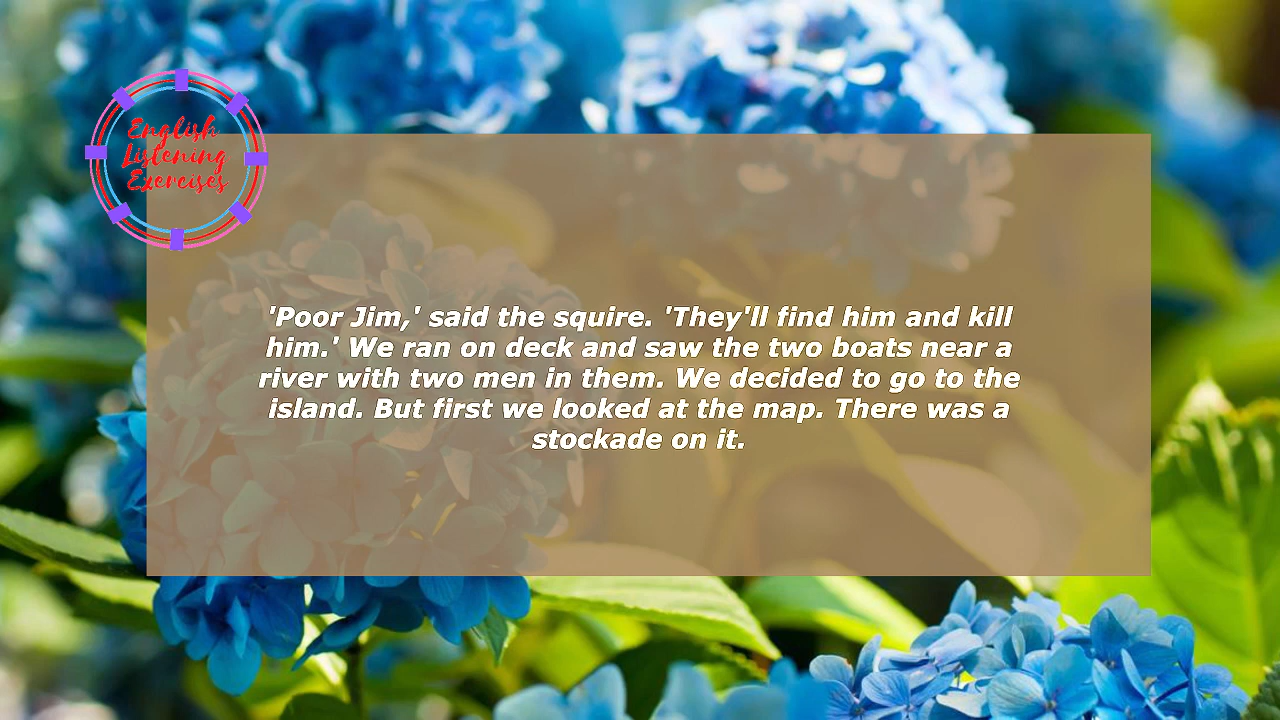 English
Listening
Exercises
'Poor Jim,' said the squire. 'They'll find him and kill
him.' We ran on deck and saw the two boats near a
river with two men in them. We decided to go to the
island. But first we looked at the map. There was a
stockade on it.